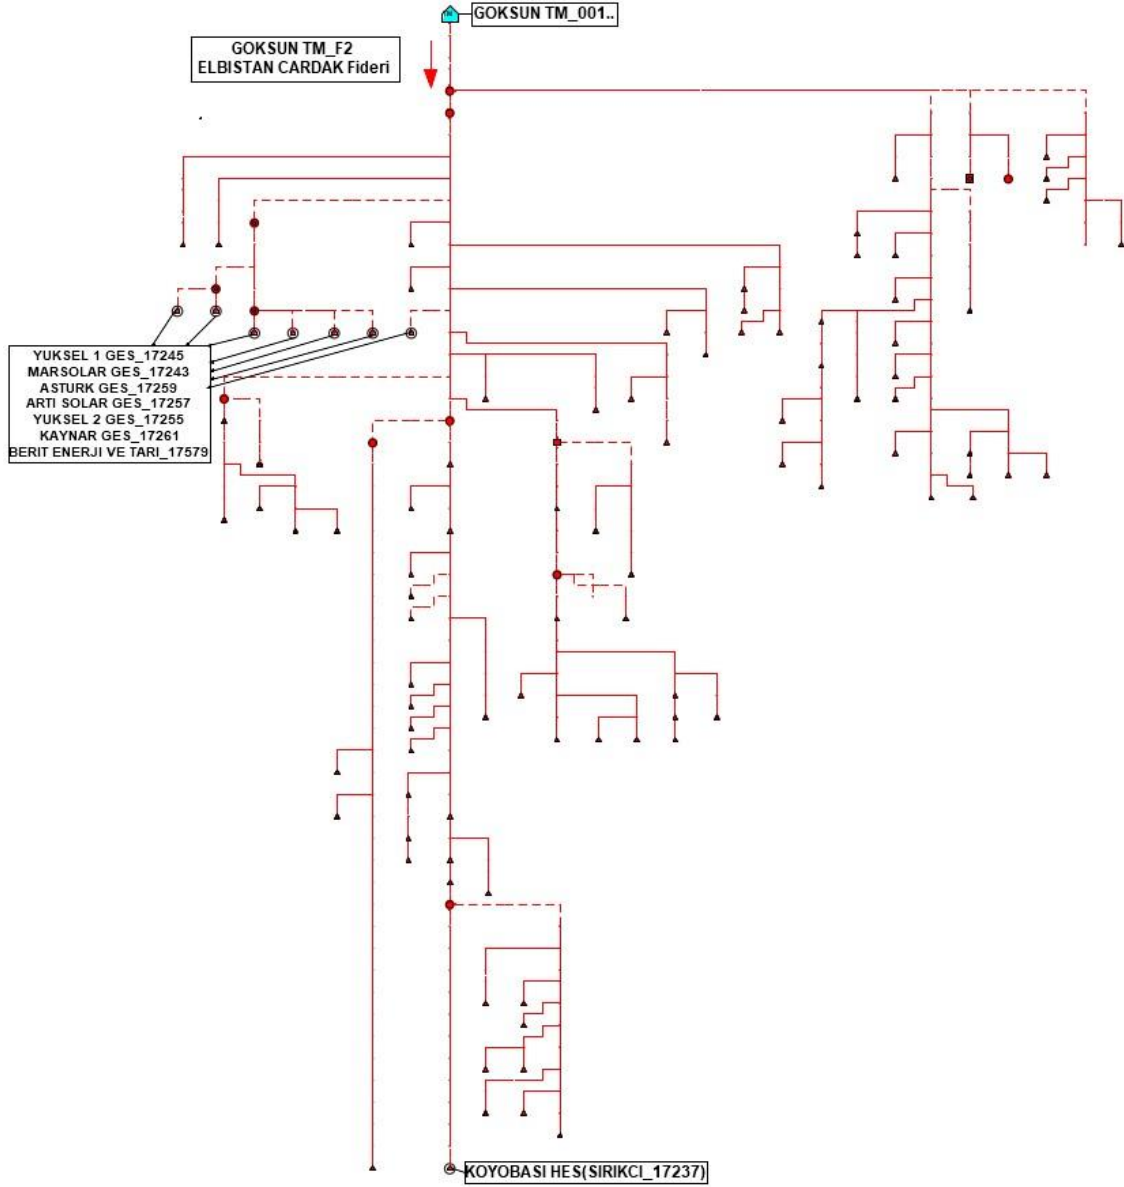 GOKSUN TM_001..
GOKSUN TM_F2
ELBISTAN CARDAK Fideri
YUKSEL 1 GES_17245
MARSOLAR GES_17243
ASTURK GES_17259
ARTI SOLAR GES_17257
YUKSEL 2 GES_17255
KAYNAR GES_17261
BERIT ENERJI VE TARI_17579
KOYOBASI HES(SIRIKCI_17237)